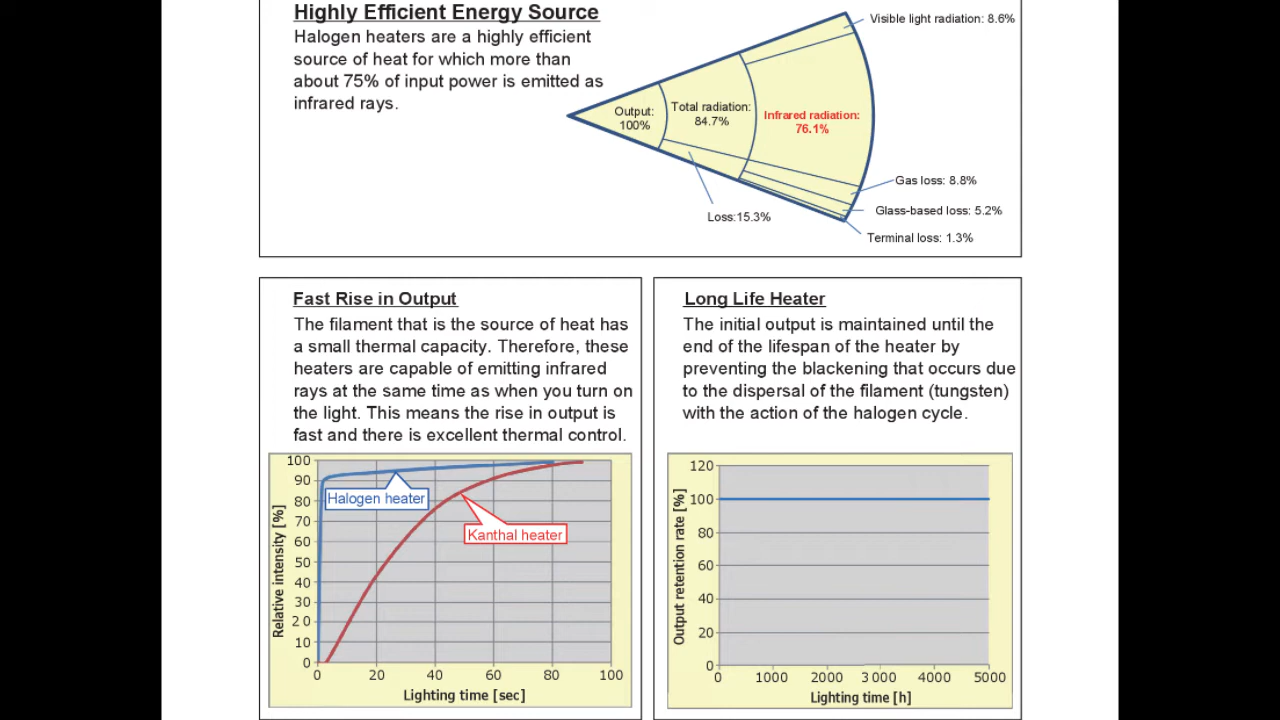 Highly Efficient Energy Source
Halogen heaters are a highly efficient
source of heat for which more than
about 75% of input power is emitted as
infrared rays.
Visible light radiation: 8.6%
Output:
100%
Total radiation:
84.7%
Infrared radiation:
76.1%
Gas loss: 8.8%
Glass-based loss: 5.2%
Terminal loss: 1.3%
Loss:15.3%
Fast Rise in Output
The filament that is the source of heat has
a small thermal capacity. Therefore, these
heaters are capable of emitting infrared
rays at the same time as when you turn on
the light. This means the rise in output is
fast and there is excellent thermal control.
Relative intensity [%]
100
90
80
70
60
50
40
30
20
10
0
Halogen heater
Kanthal heater
0 20 40 60 80 100
Lighting time [sec]
Long Life Heater
The initial output is maintained until the
end of the lifespan of the heater by
preventing the blackening that occurs due
to the dispersal of the filament (tungsten)
with the action of the halogen cycle.
Output retention rate [%]
120
100
80
60
40
20
0
0 1000 2000 3000 4000 5000
Lighting time [h]